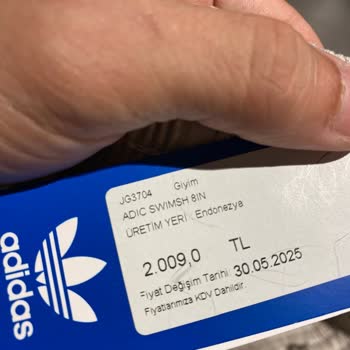 JG3704 Giyim
ADIC SWIMSH 8IN
ÜRETİM YERİ : Endonezya
2.009,0 TL
Fiyat Değişim Tarihi: 30.05.2025
Fiyatlarımıza KDV Dahildir
adidas